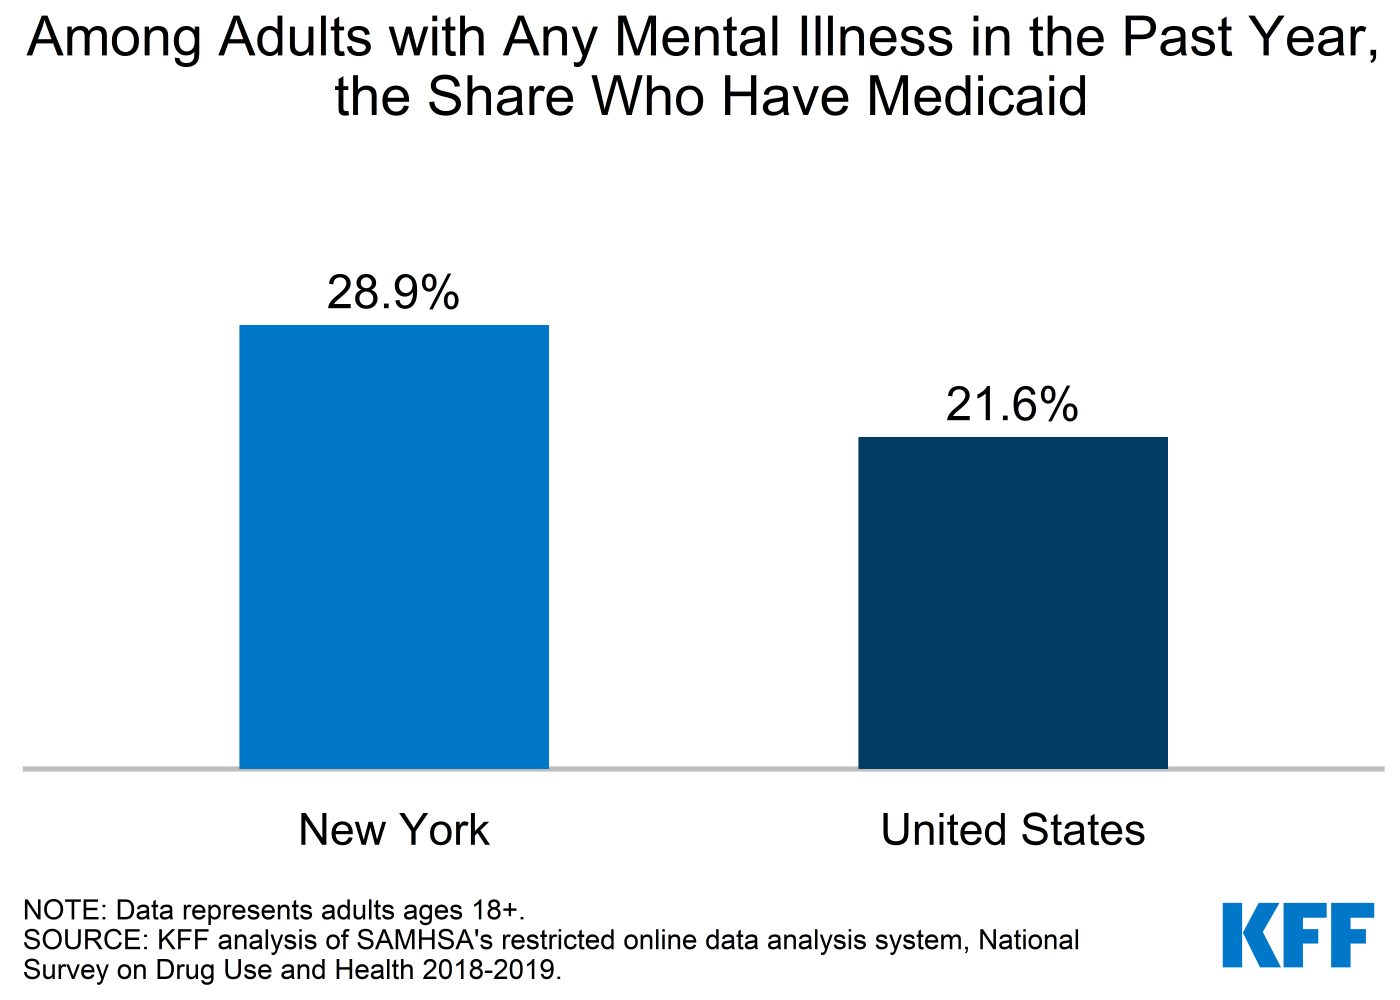 Among Adults with Any Mental Illness in the Past Year,
the Share Who Have Medicaid
28.9%
21.6%
New York
United States
NOTE: Data represents adults ages 18+.
SOURCE: KFF analysis of SAMHSA's restricted online data analysis system, National
Survey on Drug Use and Health 2018-2019.
KFF